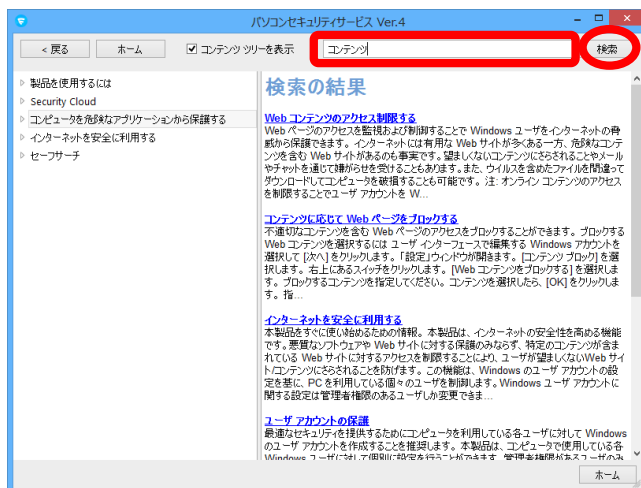 パソコンセキュリティサービス Ver.4
< 戻る
ホーム
コンテンツ ツリーを表示
コンテンツ
検索
製品を使用するには
Security Cloud
コンピュータを危険なアプリケーションから保護する
インターネットを安全に利用する
セーフサーチ
検索の結果
Web コンテンツのアクセス制限する
Web ページのアクセスを監視および制御することで Windows ユーザをインターネットの脅
威から保護できます。インターネットには有用な Web サイトが多くある一方、危険なコンテ
ンツを含む Web サイトがあるのも事実です。望ましくないコンテンツにさらされることやメール
やチャットを通じて嫌がらせを受けることもあります。また、ウイルスを含めたファイルを間違って
ダウンロードしてコンピュータを破損することも可能です。注: オンライン コンテンツのアクセス
を制限することでユーザ アカウントを W...
コンテンツに応じて Web ページをブロックする
不適切なコンテンツを含む Web ページのアクセスをブロックすることができます。ブロックする
Web コンテンツを選択するには ユーザ インターフェースで編集する Windows アカウントを
選択して [次へ] をクリックします。「設定」ウィンドウが開きます。[コンテンツ ブロック] を選
択します。右上にあるスイッチをクリックします。[Web コンテンツをブロックする] を選択しま
す。ブロックするコンテンツを指定してください。コンテンツを選択したら、[OK] をクリックしま
す。指...
インターネットを安全に利用する
本製品をすぐに使い始めるための情報。本製品は、インターネットの安全性を高める機能
です。悪質なソフトウェアや Web サイトに対する保護のみならず、特定のコンテンツが含ま
れている Web サイトに対するアクセスを制限することにより、ユーザが望ましくないWeb サイ
ト/コンテンツにさらされることを防げます。この機能は、Windows のユーザ アカウントの設
定を基に、PC を利用している個々のユーザを制御します。Windows ユーザ アカウントに
関する設定は管理者権限のあるユーザしか変更できま...
ユーザ アカウントの保護
最適なセキュリティを提供するためにコンピュータを利用している各ユーザに対して Windows
のユーザ アカウントを作成することを推奨します。本製品は、コンピュータで使用している各
Windows ユーザに対して個別に設定を行うことができます。管理者権限があるユーザのみ
ホーム